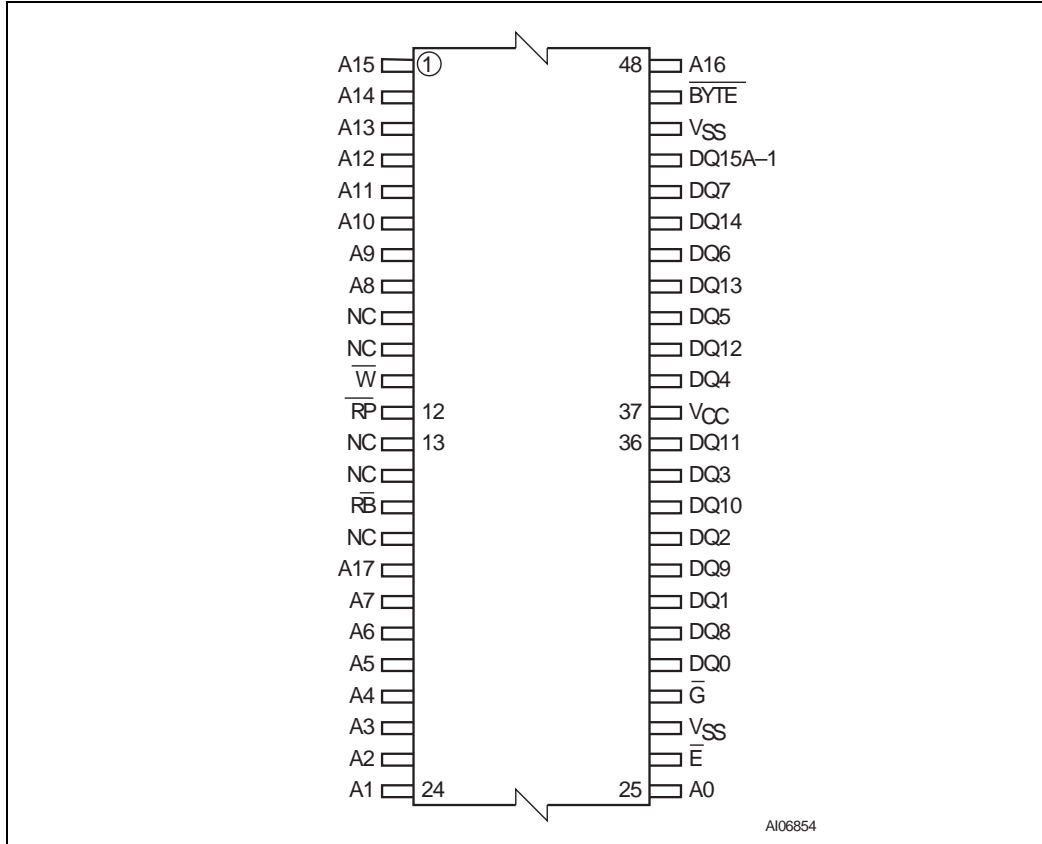 A15 1 48 A16
A14 B̅Y̅T̅E̅
A13 VSS
A12 DQ15A–1
A11 DQ7
A10 DQ14
A9 DQ6
A8 DQ13
NC DQ5
NC DQ12
W̅ DQ4
R̅P̅ 12 37 VCC
NC 13 36 DQ11
NC DQ3
RB̅ DQ10
NC DQ2
A17 DQ9
A7 DQ1
A6 DQ8
A5 DQ0
A4 G̅
A3 VSS
A2 E̅
A1 24 25 A0
AI06854